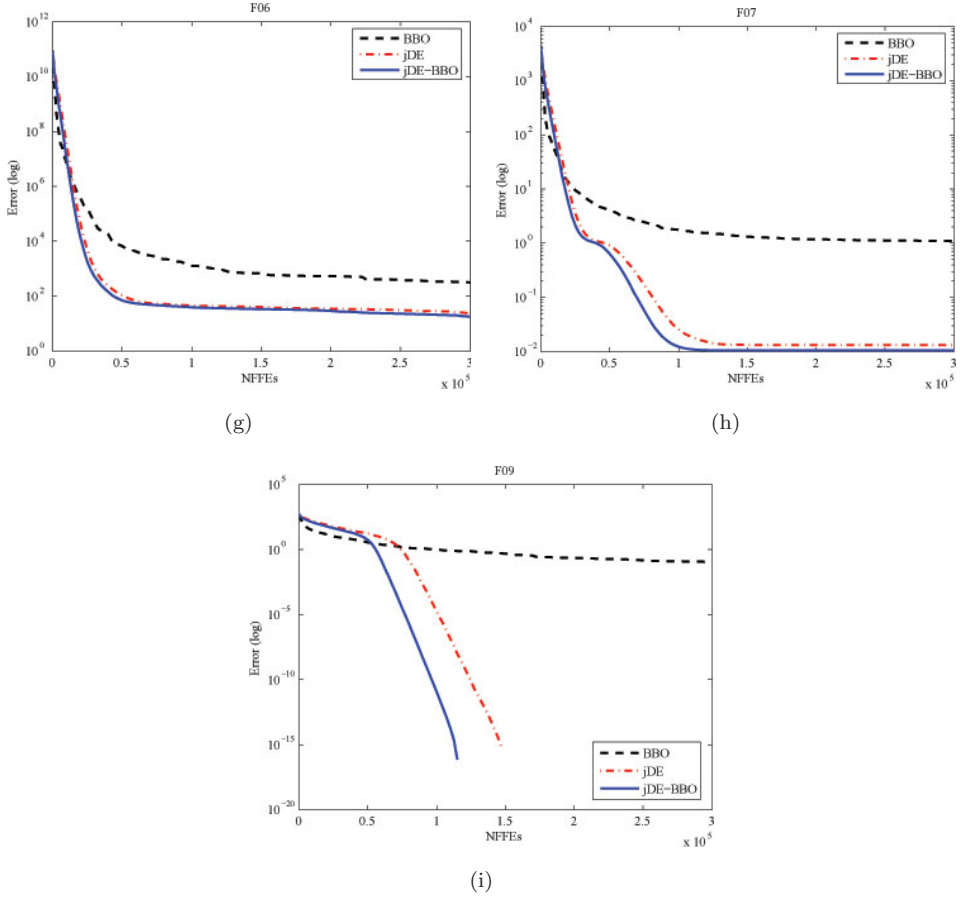 F06
10^12
10^10
10^8
10^6
10^4
10^2
10^0
Error (log)
BBO
jDE
jDE-BBO
0 0.5 1 1.5 2 2.5 3
NFFEs
x 10^5
(g)
F07
10^4
10^3
10^2
10^1
10^0
10^-1
10^-2
Error (log)
BBO
jDE
jDE-BBO
0 0.5 1 1.5 2 2.5 3
NFFEs
x 10^5
(h)
F09
10^5
10^0
10^-5
10^-10
10^-15
10^-20
Error (log)
BBO
jDE
jDE-BBO
0 0.5 1 1.5 2 2.5 3
NFFEs
x 10^5
(i)